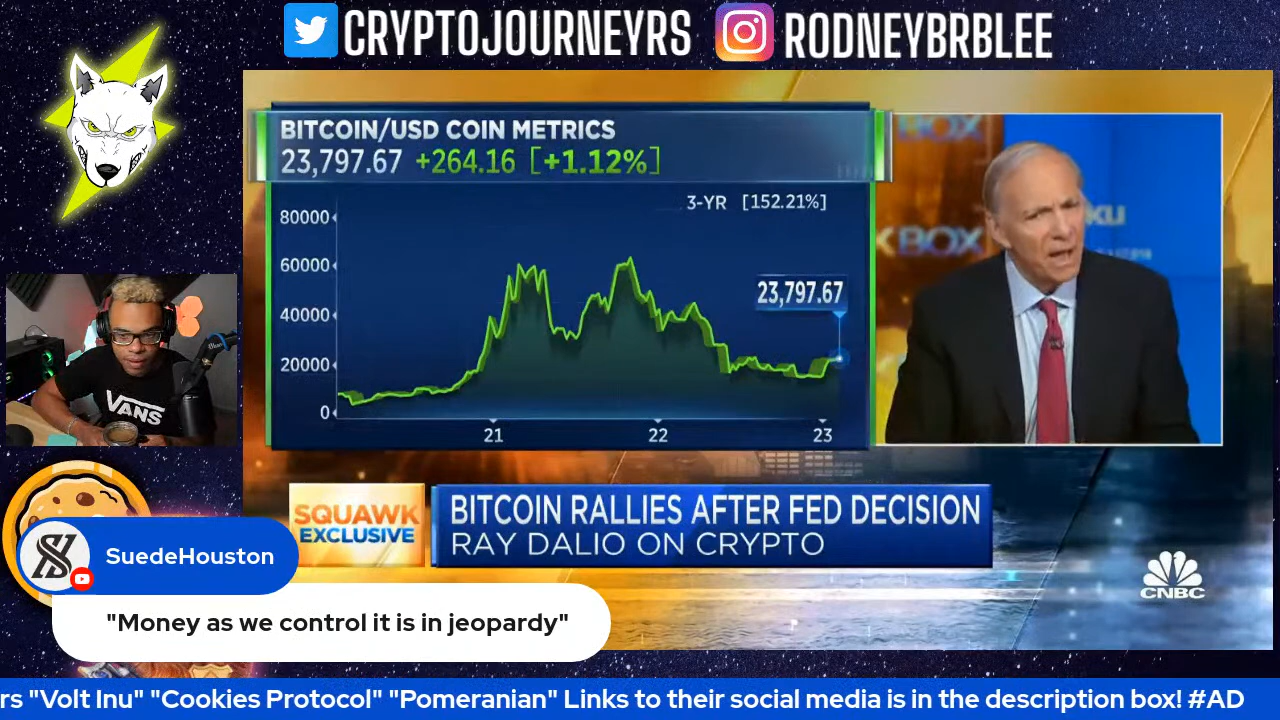 CRYPTOJOURNEYRS
RODNEYBRBLEE
BITCOIN/USD COIN METRICS
23,797.67 +264.16 [+1.12%]
3-YR [152.21%]
80000
60000
40000
20000
0
23,797.67
21
22
23
BOX
BOX
VANS
SQUAWK
EXCLUSIVE
BITCOIN RALLIES AFTER FED DECISION
RAY DALIO ON CRYPTO
CNBC
SuedeHouston
"Money as we control it is in jeopardy"
rs "Volt Inu" "Cookies Protocol" "Pomeranian" Links to their social media is in the description box! #AD